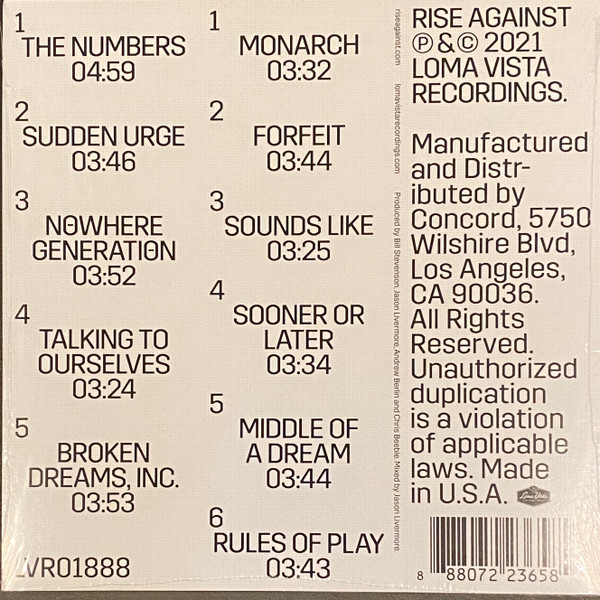 1
THE NUMBERS
04:59
2
SUDDEN URGE
03:46
3
NOWHERE
GENERATION
03:52
4
TALKING TO
OURSELVES
03:24
5
BROKEN
DREAMS, INC.
03:53
LVR01888
1
MONARCH
03:32
2
FORFEIT
03:44
3
SOUNDS LIKE
03:25
4
SOONER OR
LATER
03:34
5
MIDDLE OF
A DREAM
03:44
6
RULES OF PLAY
03:43
riseagainst.com lomavistarecordings.com Produced by Bill Stevenson, Jason Livermore, Andrew Berlin and Chris Beeble. Mixed by Jason Livermore.
RISE AGAINST
℗ & © 2021
LOMA VISTA
RECORDINGS.
Manufactured
and Distr-
ibuted by
Concord, 5750
Wilshire Blvd,
Los Angeles,
CA 90036.
All Rights
Reserved.
Unauthorized
duplication
is a violation
of applicable
laws. Made
in U.S.A.
Loma Vista
8 88072 23658